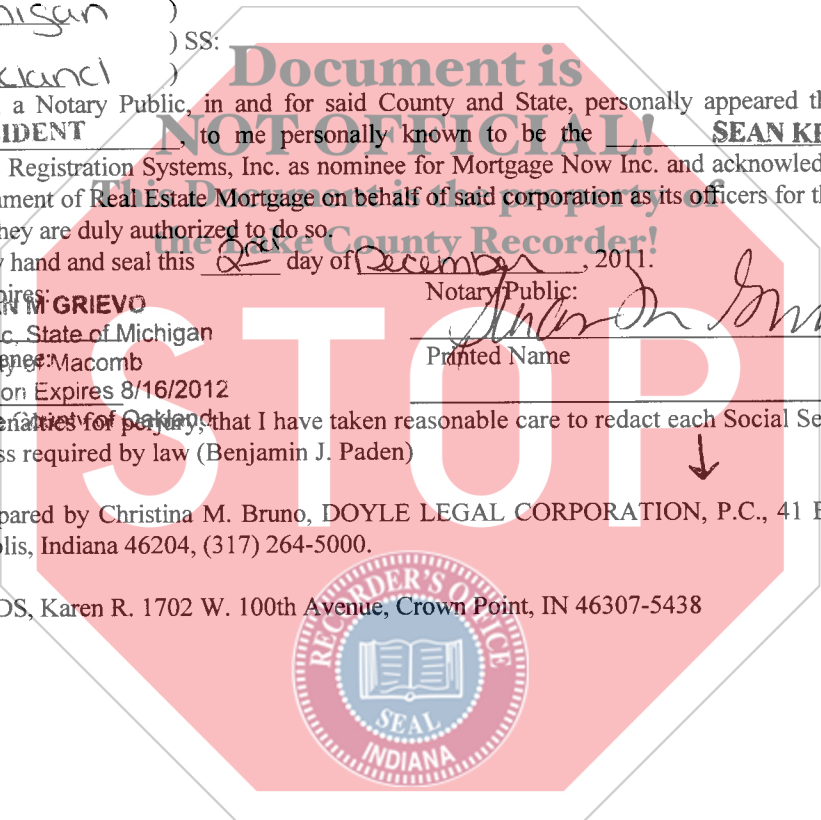 )
) SS:
)
Document is
a Notary Public, in and for said County and State, personally appeared th
IDENT , to me personally known to be the SEAN KE
NOT OFFICIAL!
Registration Systems, Inc. as nominee for Mortgage Now Inc. and acknowled
ment of Real Estate Mortgage on behalf of said corporation as its officers for th
This Document is the property of
hey are duly authorized to do so.
the Lake County Recorder!
hand and seal this 2nd day of December , 2011.
pires: Notary Public:
N M GRIEVO
c, State of Michigan
ty of Macomb Printed Name
on Expires 8/16/2012
County of Oakland
enalties for perjury, that I have taken reasonable care to redact each Social Se
ss required by law (Benjamin J. Paden)
STOP
pared by Christina M. Bruno, DOYLE LEGAL CORPORATION, P.C., 41 E
lis, Indiana 46204, (317) 264-5000.
DS, Karen R. 1702 W. 100th Avenue, Crown Point, IN 46307-5438
RECORDER'S OFFICE
SEAL
INDIANA